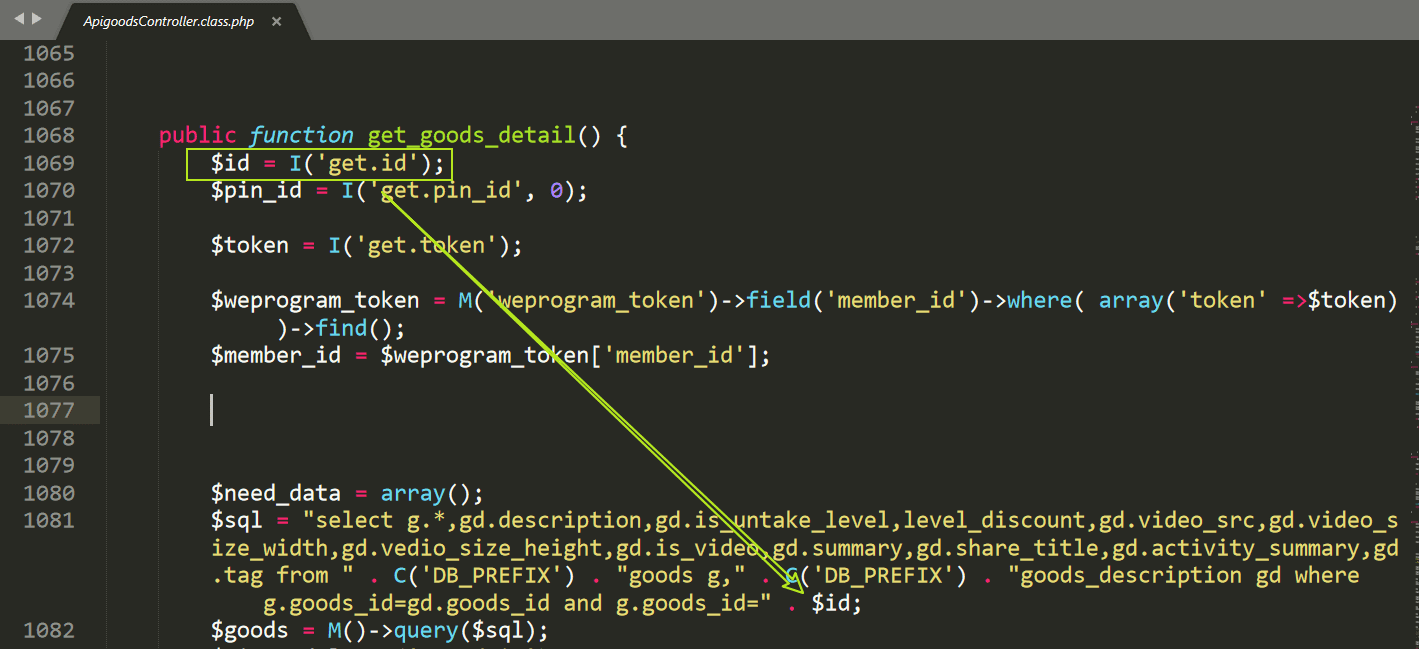 ApigoodsController.class.php ×
1065
1066
1067
1068 public function get_goods_detail() {
1069 $id = I('get.id');
1070 $pin_id = I('get.pin_id', 0);
1071
1072 $token = I('get.token');
1073
1074 $weprogram_token = M('weprogram_token')->field('member_id')->where( array('token' =>$token)
)->find();
1075 $member_id = $weprogram_token['member_id'];
1076
1077
1078
1079
1080 $need_data = array();
1081 $sql = "select g.*,gd.description,gd.is_untake_level,level_discount,gd.video_src,gd.video_s
ize_width,gd.vedio_size_height,gd.is_video,gd.summary,gd.share_title,gd.activity_summary,gd
.tag from " . C('DB_PREFIX') . "goods g," . C('DB_PREFIX') . "goods_description gd where
g.goods_id=gd.goods_id and g.goods_id=" . $id;
1082 $goods = M()->query($sql);